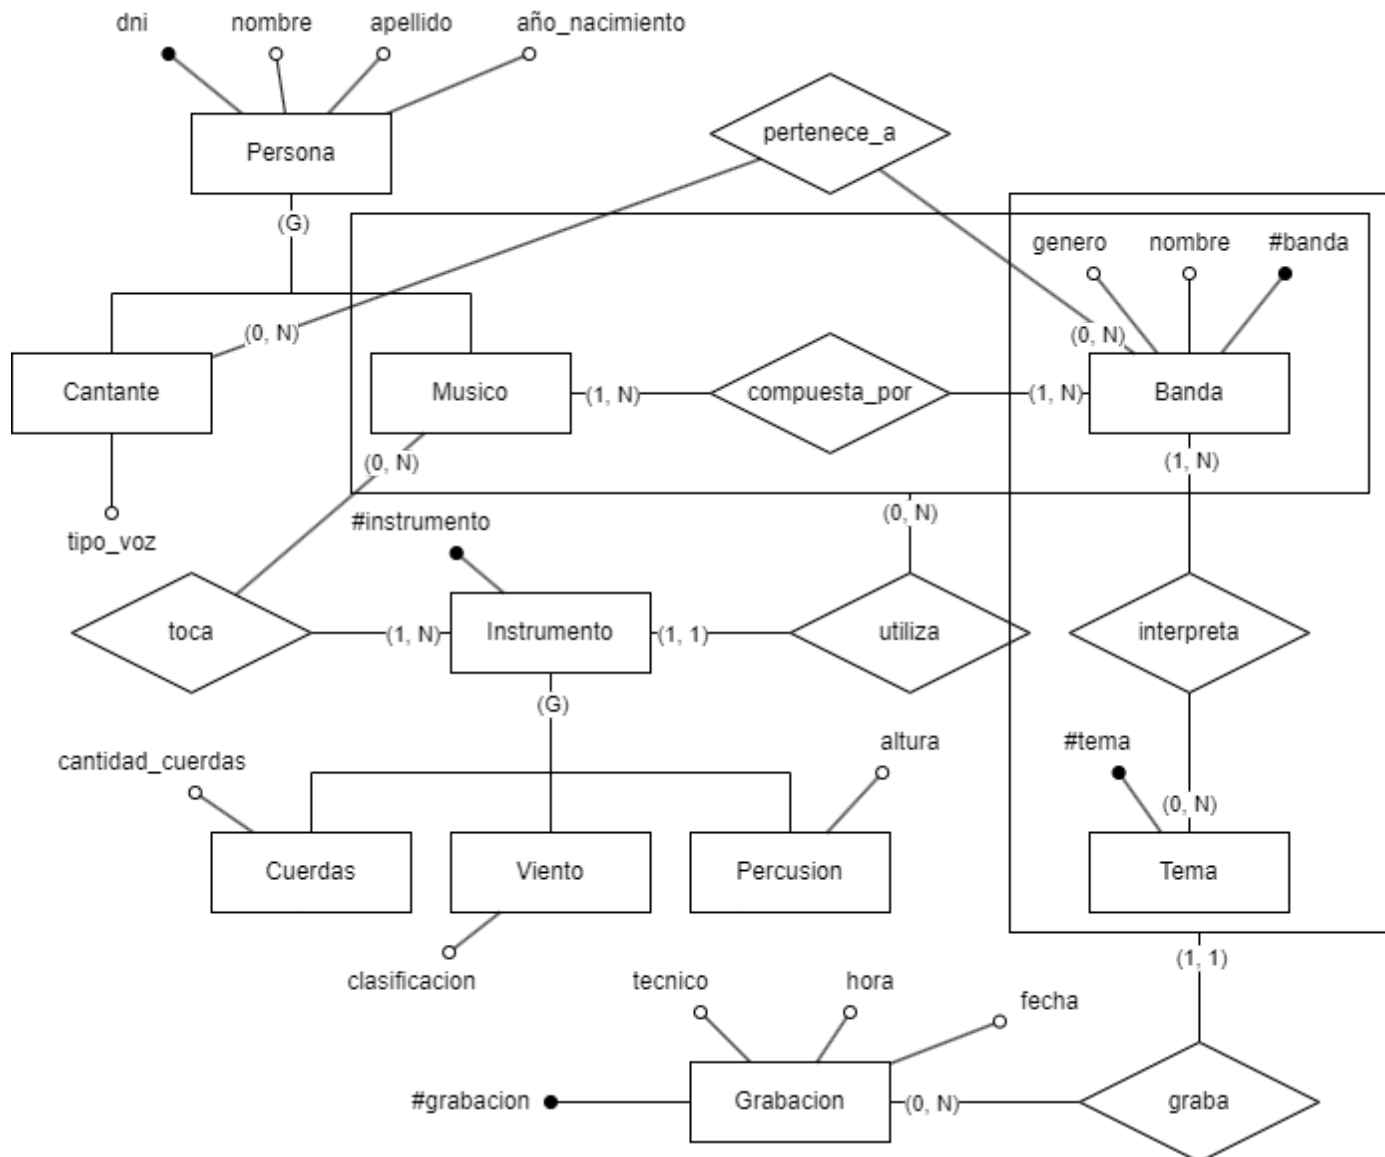 dni
nombre
apellido
año_nacimiento
Persona
pertenece_a
(G)
genero
nombre
#banda
(0, N)
(0, N)
Cantante
Musico
(1, N)
compuesta_por
(1, N)
Banda
(0, N)
(1, N)
tipo_voz
#instrumento
(0, N)
toca
(1, N)
Instrumento
(1, 1)
utiliza
interpreta
(G)
cantidad_cuerdas
altura
#tema
(0, N)
Cuerdas
Viento
Percusion
Tema
clasificacion
tecnico
hora
fecha
(1, 1)
#grabacion
Grabacion
(0, N)
graba